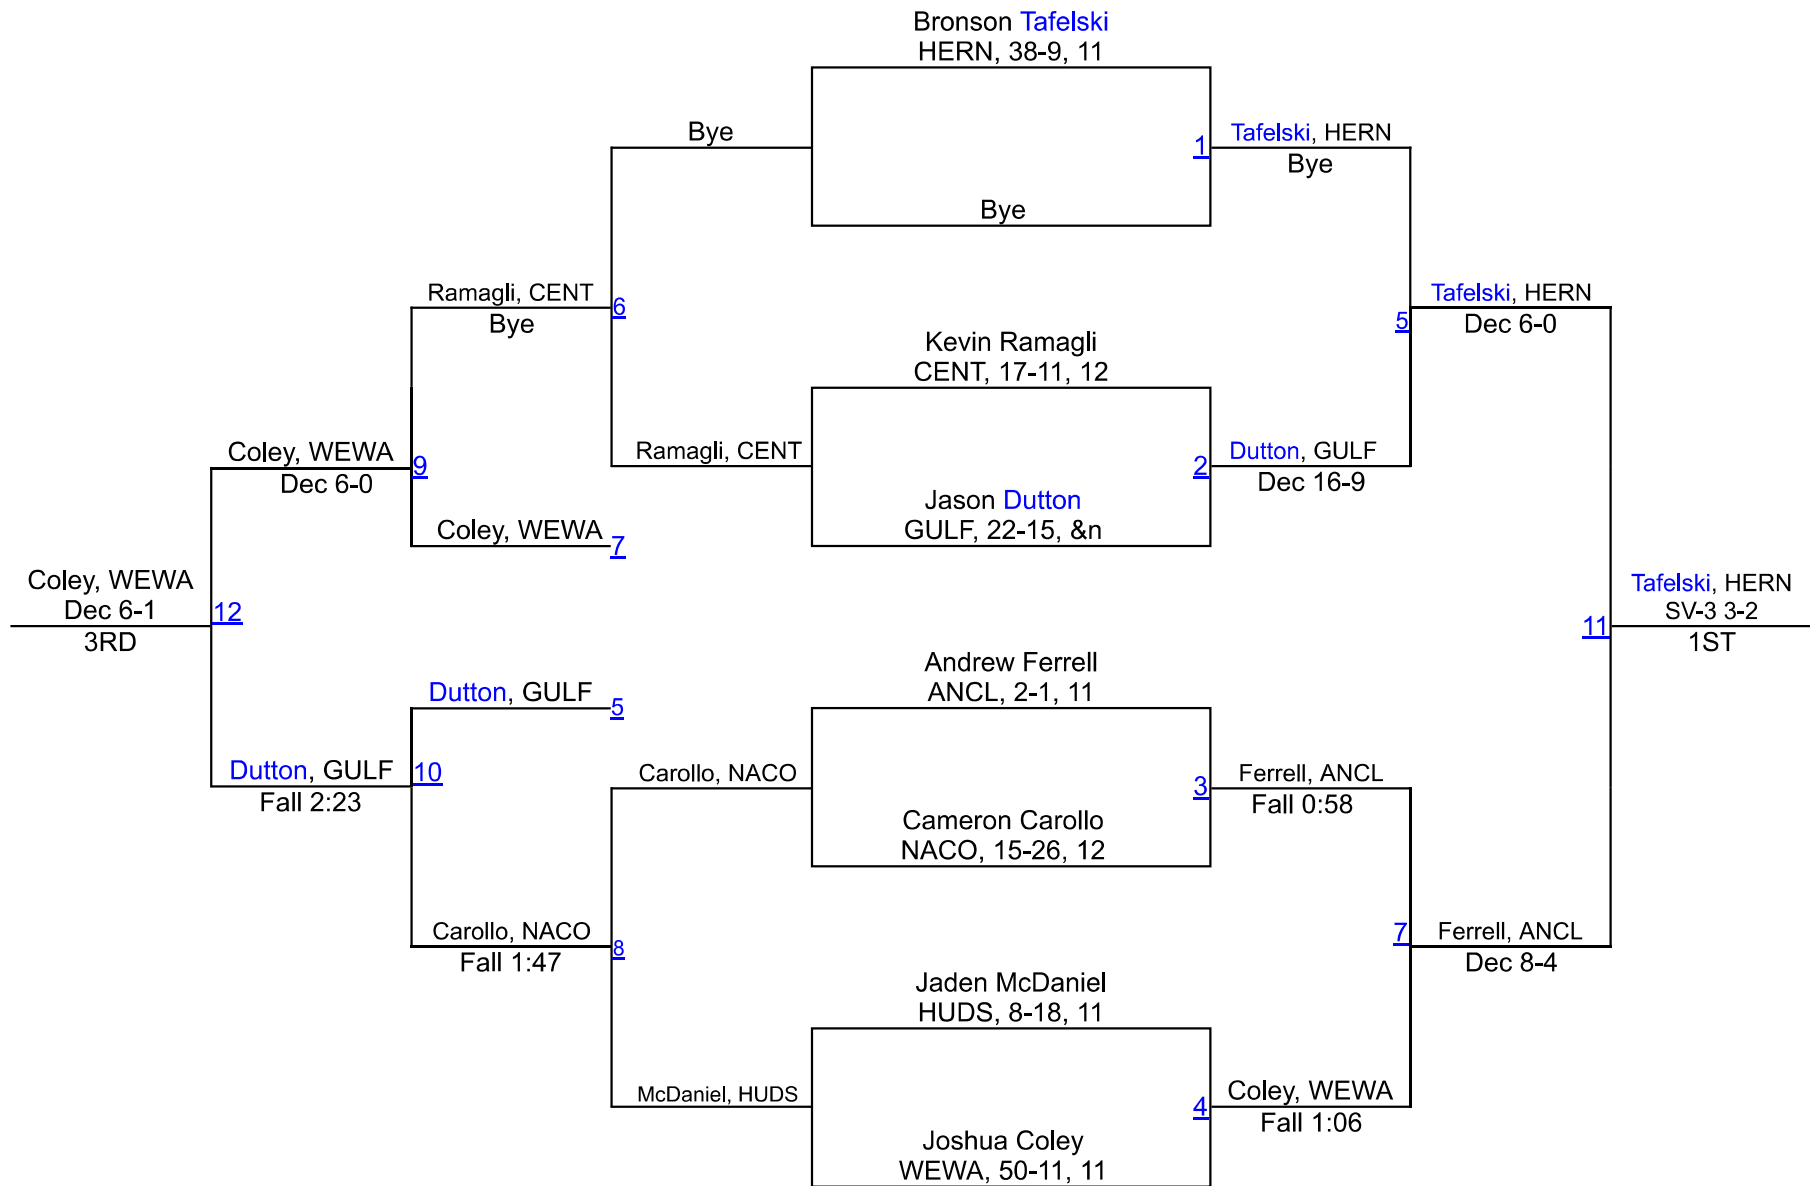 Bronson Tafelski
HERN, 38-9, 11
Bye
1
Tafelski, HERN
Bye
Bye
Ramagli, CENT
Bye
6
Kevin Ramagli
CENT, 17-11, 12
5
Tafelski, HERN
Dec 6-0
Coley, WEWA
Dec 6-0
9
Ramagli, CENT
2
Dutton, GULF
Dec 16-9
Jason Dutton
GULF, 22-15, &n
Coley, WEWA
7
Coley, WEWA
Dec 6-1
3RD
12
11
Tafelski, HERN
SV-3 3-2
1ST
Andrew Ferrell
ANCL, 2-1, 11
Dutton, GULF
5
Dutton, GULF
Fall 2:23
10
Carollo, NACO
3
Ferrell, ANCL
Fall 0:58
Cameron Carollo
NACO, 15-26, 12
Carollo, NACO
Fall 1:47
8
7
Ferrell, ANCL
Dec 8-4
Jaden McDaniel
HUDS, 8-18, 11
McDaniel, HUDS
4
Coley, WEWA
Fall 1:06
Joshua Coley
WEWA, 50-11, 11